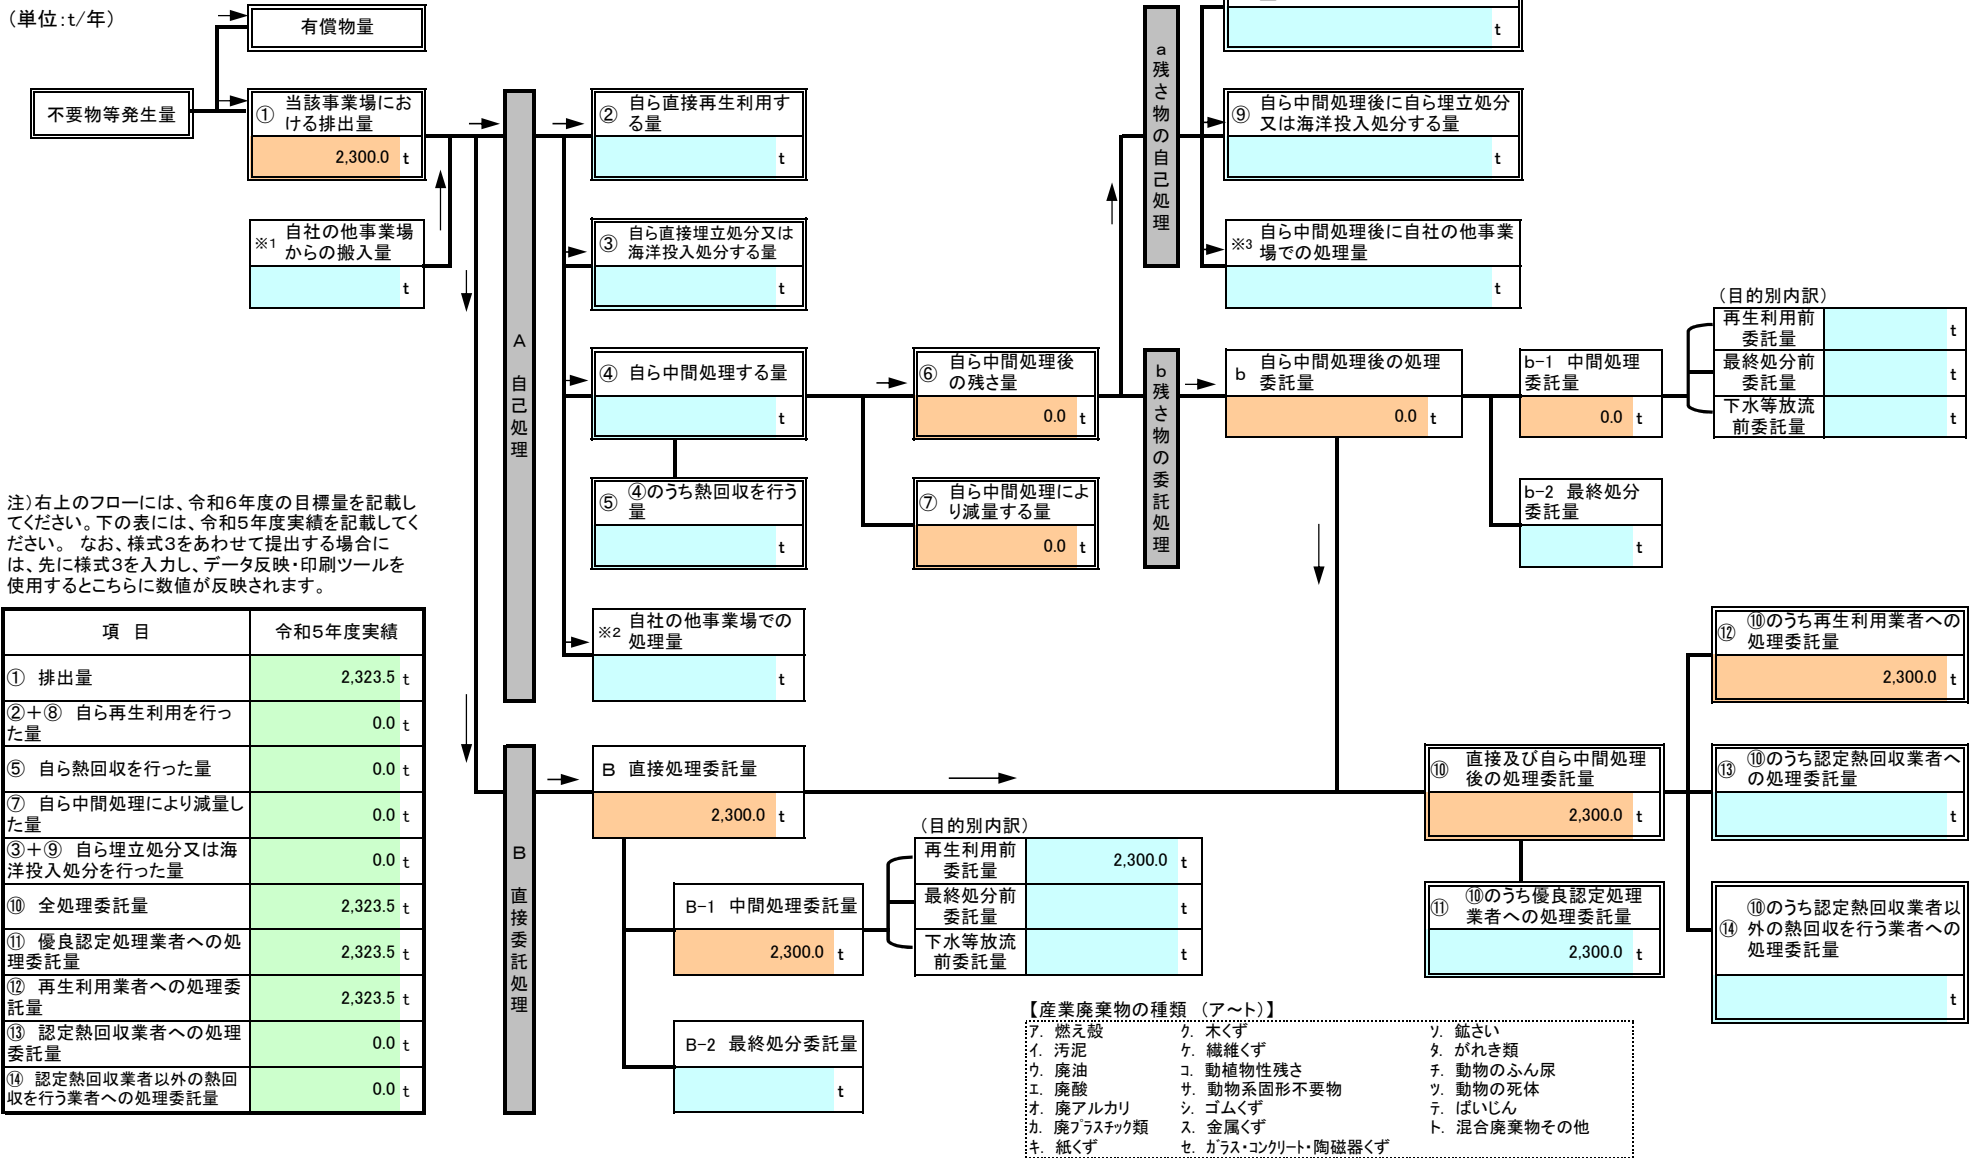 (単位:t/年)
有償物量
不要物等発生量
① 当該事業場にお
ける排出量
2,300.0 t
※1 自社の他事業場
からの搬入量
t
A 自己処理
② 自ら直接再生利用す
る量
t
③ 自ら直接埋立処分又は
海洋投入処分する量
t
④ 自ら中間処理する量
t
⑤ ④のうち熱回収を行う
量
t
※2 自社の他事業場での
処理量
t
⑥ 自ら中間処理後
の残さ量
0.0 t
⑦ 自ら中間処理によ
り減量する量
0.0 t
a 残さ物の自己処理
t
⑨ 自ら中間処理後に自ら埋立処分
又は海洋投入処分する量
t
※3 自ら中間処理後に自社の他事業
場での処理量
t
b 残さ物の委託処理
b 自ら中間処理後の処理
委託量
0.0 t
b-1 中間処理
委託量
0.0 t
b-2 最終処分
委託量
t
(目的別内訳)
再生利用前
委託量 t
最終処分前
委託量 t
下水等放流
前委託量 t
注)右上のフローには、令和6年度の目標量を記載し
てください。下の表には、令和5年度実績を記載してく
ださい。 なお、様式3をあわせて提出する場合に
は、先に様式3を入力し、データ反映・印刷ツールを
使用するとこちらに数値が反映されます。
項 目 令和5年度実績
① 排出量 2,323.5 t
②+⑧ 自ら再生利用を行っ
た量 0.0 t
⑤ 自ら熱回収を行った量 0.0 t
⑦ 自ら中間処理により減量し
た量 0.0 t
③+⑨ 自ら埋立処分又は海
洋投入処分を行った量 0.0 t
⑩ 全処理委託量 2,323.5 t
⑪ 優良認定処理業者への処
理委託量 2,323.5 t
⑫ 再生利用業者への処理委
託量 2,323.5 t
⑬ 認定熱回収業者への処理
委託量 0.0 t
⑭ 認定熱回収業者以外の熱回
収を行う業者への処理委託量 0.0 t
B 直接委託処理
B 直接処理委託量
2,300.0 t
B-1 中間処理委託量
2,300.0 t
B-2 最終処分委託量
t
(目的別内訳)
再生利用前
委託量 2,300.0 t
最終処分前
委託量 t
下水等放流
前委託量 t
⑩ 直接及び自ら中間処理
後の処理委託量
2,300.0 t
⑪ ⑩のうち優良認定処理
業者への処理委託量
2,300.0 t
⑫ ⑩のうち再生利用業者への
処理委託量
2,300.0 t
⑬ ⑩のうち認定熱回収業者へ
の処理委託量
t
⑭ ⑩のうち認定熱回収業者以
外の熱回収を行う業者への
処理委託量
t
【産業廃棄物の種類 (ア~ト)】
ア. 燃え殻 ク. 木くず ソ. 鉱さい
イ. 汚泥 ケ. 繊維くず タ. がれき類
ウ. 廃油 コ. 動植物性残さ チ. 動物のふん尿
エ. 廃酸 サ. 動物系固形不要物 ツ. 動物の死体
オ. 廃アルカリ シ. ゴムくず テ. ばいじん
カ. 廃プラスチック類 ス. 金属くず ト. 混合廃棄物その他
キ. 紙くず セ. ガラス・コンクリート・陶磁器くず